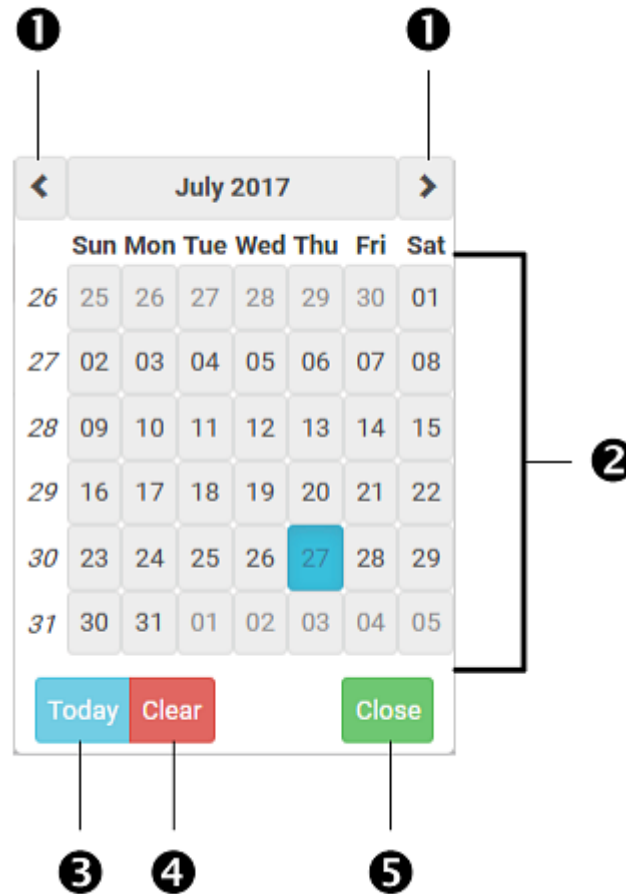 ❶ ❶
July 2017
Sun Mon Tue Wed Thu Fri Sat
26 25 26 27 28 29 30 01
27 02 03 04 05 06 07 08
28 09 10 11 12 13 14 15
❷
29 16 17 18 19 20 21 22
30 23 24 25 26 27 28 29
31 30 31 01 02 03 04 05
Today Clear Close
❸ ❹ ❺